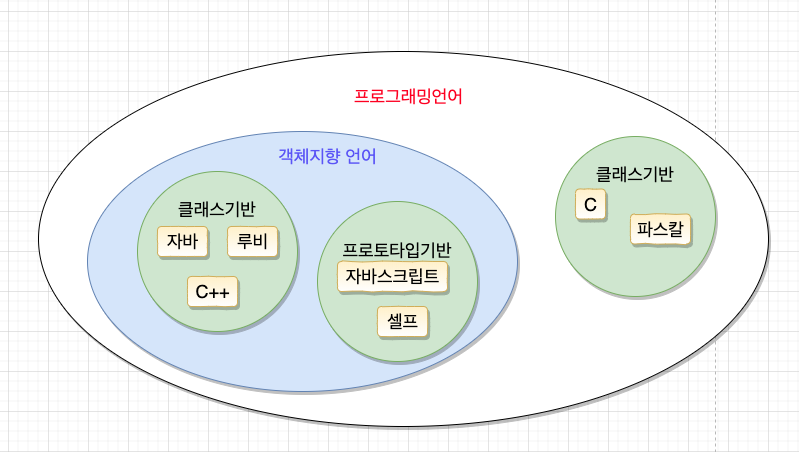 프로그래밍언어
객체지향 언어
클래스기반
자바
루비
C++
프로토타입기반
자바스크립트
셀프
클래스기반
C
파스칼